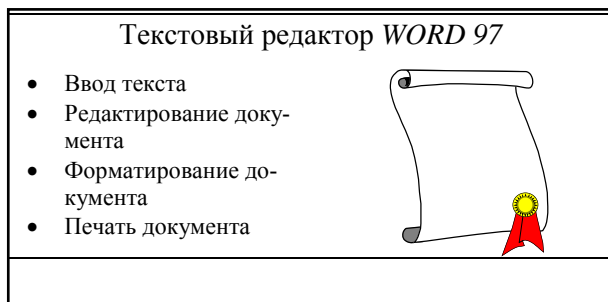 Текстовый редактор WORD 97
• Ввод текста
• Редактирование доку-
мента
• Форматирование до-
кумента
• Печать документа